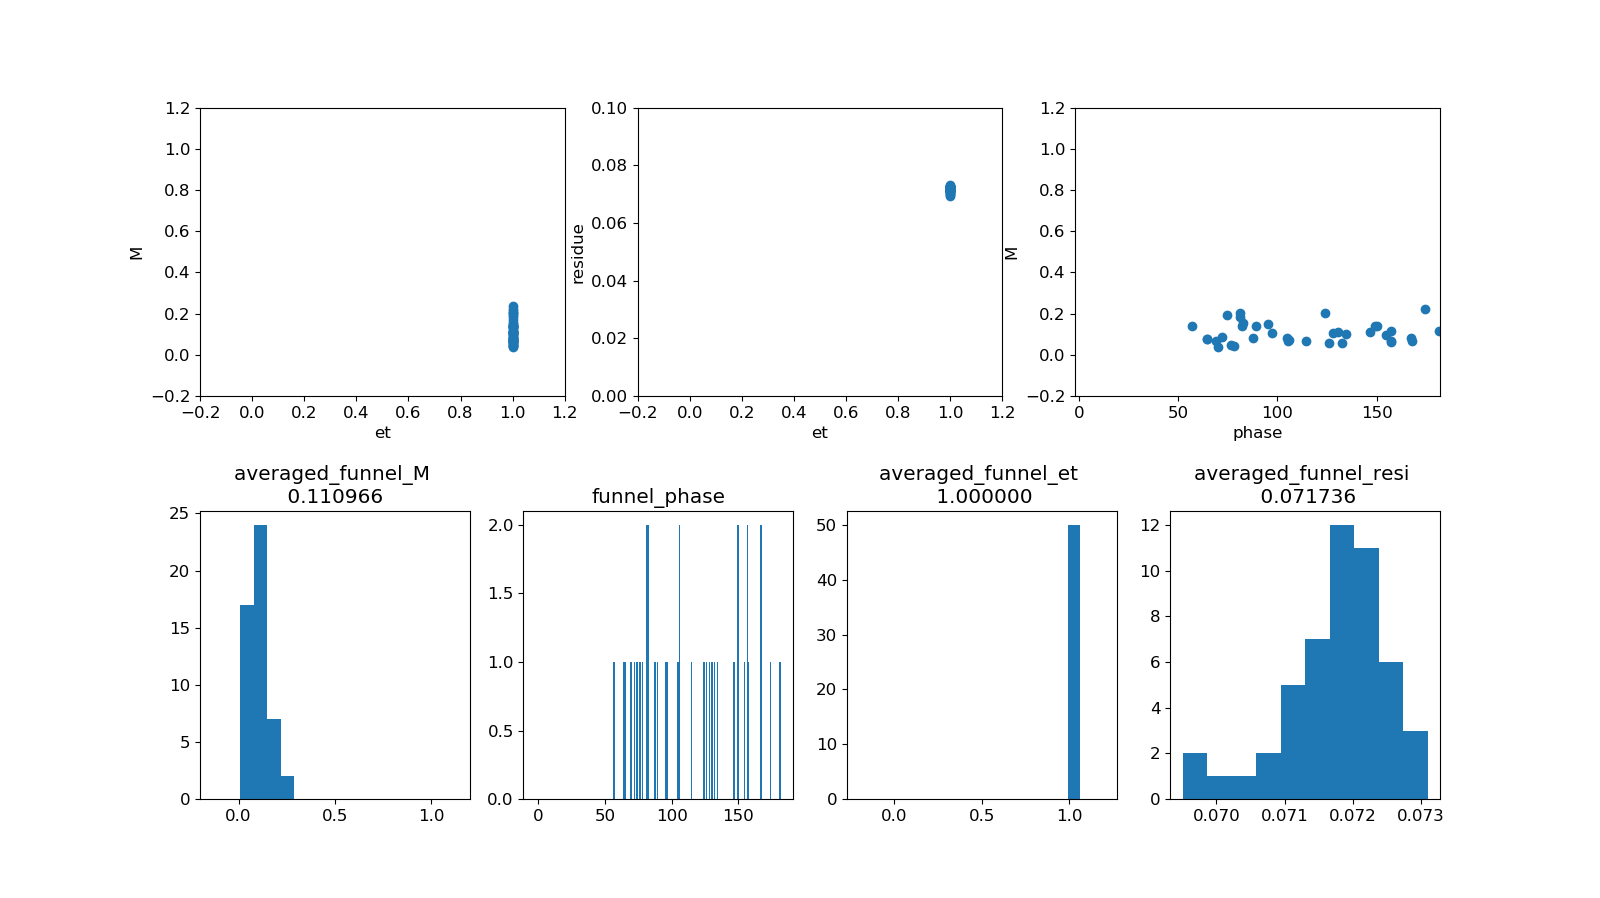 1.2
1.0
0.8
0.6
0.4
0.2
0.0
−0.2
M
−0.2 0.0 0.2 0.4 0.6 0.8 1.0 1.2
et
0.10
0.08
0.06
0.04
0.02
0.00
residue
−0.2 0.0 0.2 0.4 0.6 0.8 1.0 1.2
et
1.2
1.0
0.8
0.6
0.4
0.2
0.0
−0.2
M
0 50 100 150
phase
averaged_funnel_M
0.110966
25
20
15
10
5
0
0.0 0.5 1.0
funnel_phase
2.0
1.5
1.0
0.5
0.0
0 50 100 150
averaged_funnel_et
1.000000
50
40
30
20
10
0
0.0 0.5 1.0
averaged_funnel_resi
0.071736
12
10
8
6
4
2
0
0.070 0.071 0.072 0.073